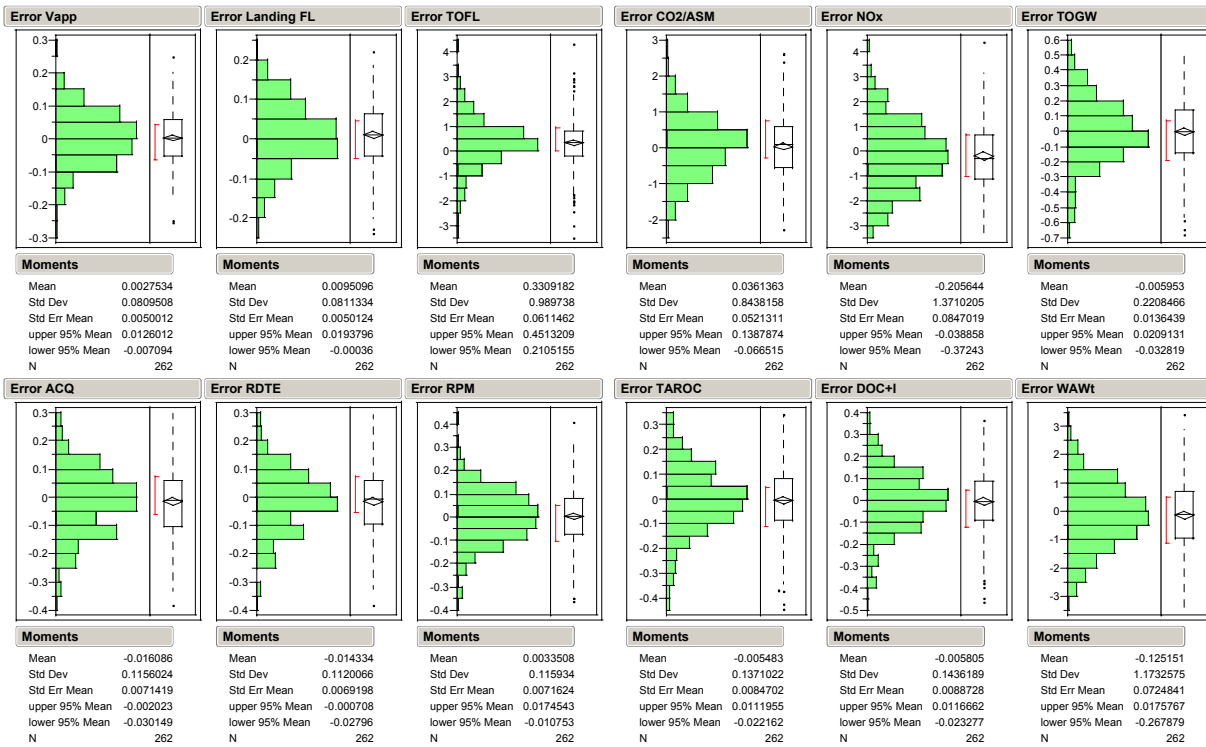 Error Vapp
0.3
0.2
0.1
0
-0.1
-0.2
-0.3
Moments
Mean 0.0027534
Std Dev 0.0809508
Std Err Mean 0.0050012
upper 95% Mean 0.0126012
lower 95% Mean -0.007094
N 262
Error Landing FL
0.2
0.1
0
-0.1
-0.2
Moments
Mean 0.0095096
Std Dev 0.0811334
Std Err Mean 0.0050124
upper 95% Mean 0.0193796
lower 95% Mean -0.00036
N 262
Error TOFL
4
3
2
1
0
-1
-2
-3
Moments
Mean 0.3309182
Std Dev 0.989738
Std Err Mean 0.0611462
upper 95% Mean 0.4513209
lower 95% Mean 0.2105155
N 262
Error CO2/ASM
3
2
1
0
-1
-2
Moments
Mean 0.0361363
Std Dev 0.8438158
Std Err Mean 0.0521311
upper 95% Mean 0.1387874
lower 95% Mean -0.066515
N 262
Error NOx
4
3
2
1
0
-1
-2
-3
Moments
Mean -0.205644
Std Dev 1.3710205
Std Err Mean 0.0847019
upper 95% Mean -0.038858
lower 95% Mean -0.37243
N 262
Error TOGW
0.6
0.5
0.4
0.3
0.2
0.1
0
-0.1
-0.2
-0.3
-0.4
-0.5
-0.6
-0.7
Moments
Mean -0.005953
Std Dev 0.2208466
Std Err Mean 0.0136439
upper 95% Mean 0.0209131
lower 95% Mean -0.032819
N 262
Error ACQ
0.3
0.2
0.1
0
-0.1
-0.2
-0.3
-0.4
Moments
Mean -0.016086
Std Dev 0.1156024
Std Err Mean 0.0071419
upper 95% Mean -0.002023
lower 95% Mean -0.030149
N 262
Error RDTE
0.3
0.2
0.1
0
-0.1
-0.2
-0.3
-0.4
Moments
Mean -0.014334
Std Dev 0.1120066
Std Err Mean 0.0069198
upper 95% Mean -0.000708
lower 95% Mean -0.02796
N 262
Error RPM
0.4
0.3
0.2
0.1
0.0
-0.1
-0.2
-0.3
-0.4
Moments
Mean 0.0033508
Std Dev 0.115934
Std Err Mean 0.0071624
upper 95% Mean 0.0174543
lower 95% Mean -0.010753
N 262
Error TAROC
0.3
0.2
0.1
0
-0.1
-0.2
-0.3
-0.4
Moments
Mean -0.005483
Std Dev 0.1371022
Std Err Mean 0.0084702
upper 95% Mean 0.0111955
lower 95% Mean -0.022162
N 262
Error DOC+I
0.4
0.3
0.2
0.1
0
-0.1
-0.2
-0.3
-0.4
-0.5
Moments
Mean -0.005805
Std Dev 0.1436189
Std Err Mean 0.0088728
upper 95% Mean 0.0116662
lower 95% Mean -0.023277
N 262
Error WAWt
3
2
1
0
-1
-2
-3
Moments
Mean -0.125151
Std Dev 1.1732575
Std Err Mean 0.0724841
upper 95% Mean 0.0175767
lower 95% Mean -0.267879
N 262